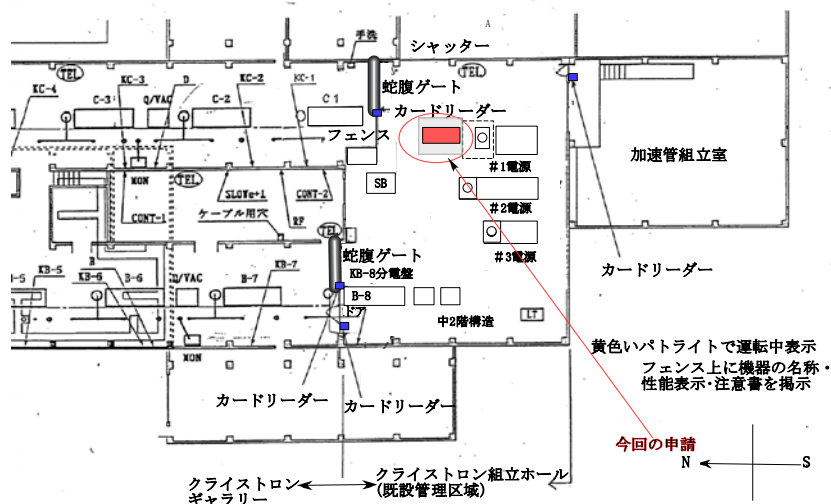 A
手洗
シャッター
TEL
TEL
KC-4
KC-3
D
KC-2
KC-1
蛇腹ゲート
C-3
Q/VAC
C-2
C 1
カードリーダー
フェンス
加速管組立室
#1電源
MON
TEL
SB
SLOWe+1
CONT-2
#2電源
CONT-1
ケーブル用穴
RF
TEL
蛇腹ゲート
#3電源
カードリーダー
KB-5
B
KB-6
B-6
Q/VAC
B-7
KB-7
KB-8分電盤
B-8
ドア
中2階構造
LT
MON
黄色いパトライトで運転中表示
フェンス上に機器の名称・
性能表示・注意書を掲示
カードリーダー
カードリーダー
今回の申請
N
S
クライストロン
ギャラリー
クライストロン組立ホール
(既設管理区域)